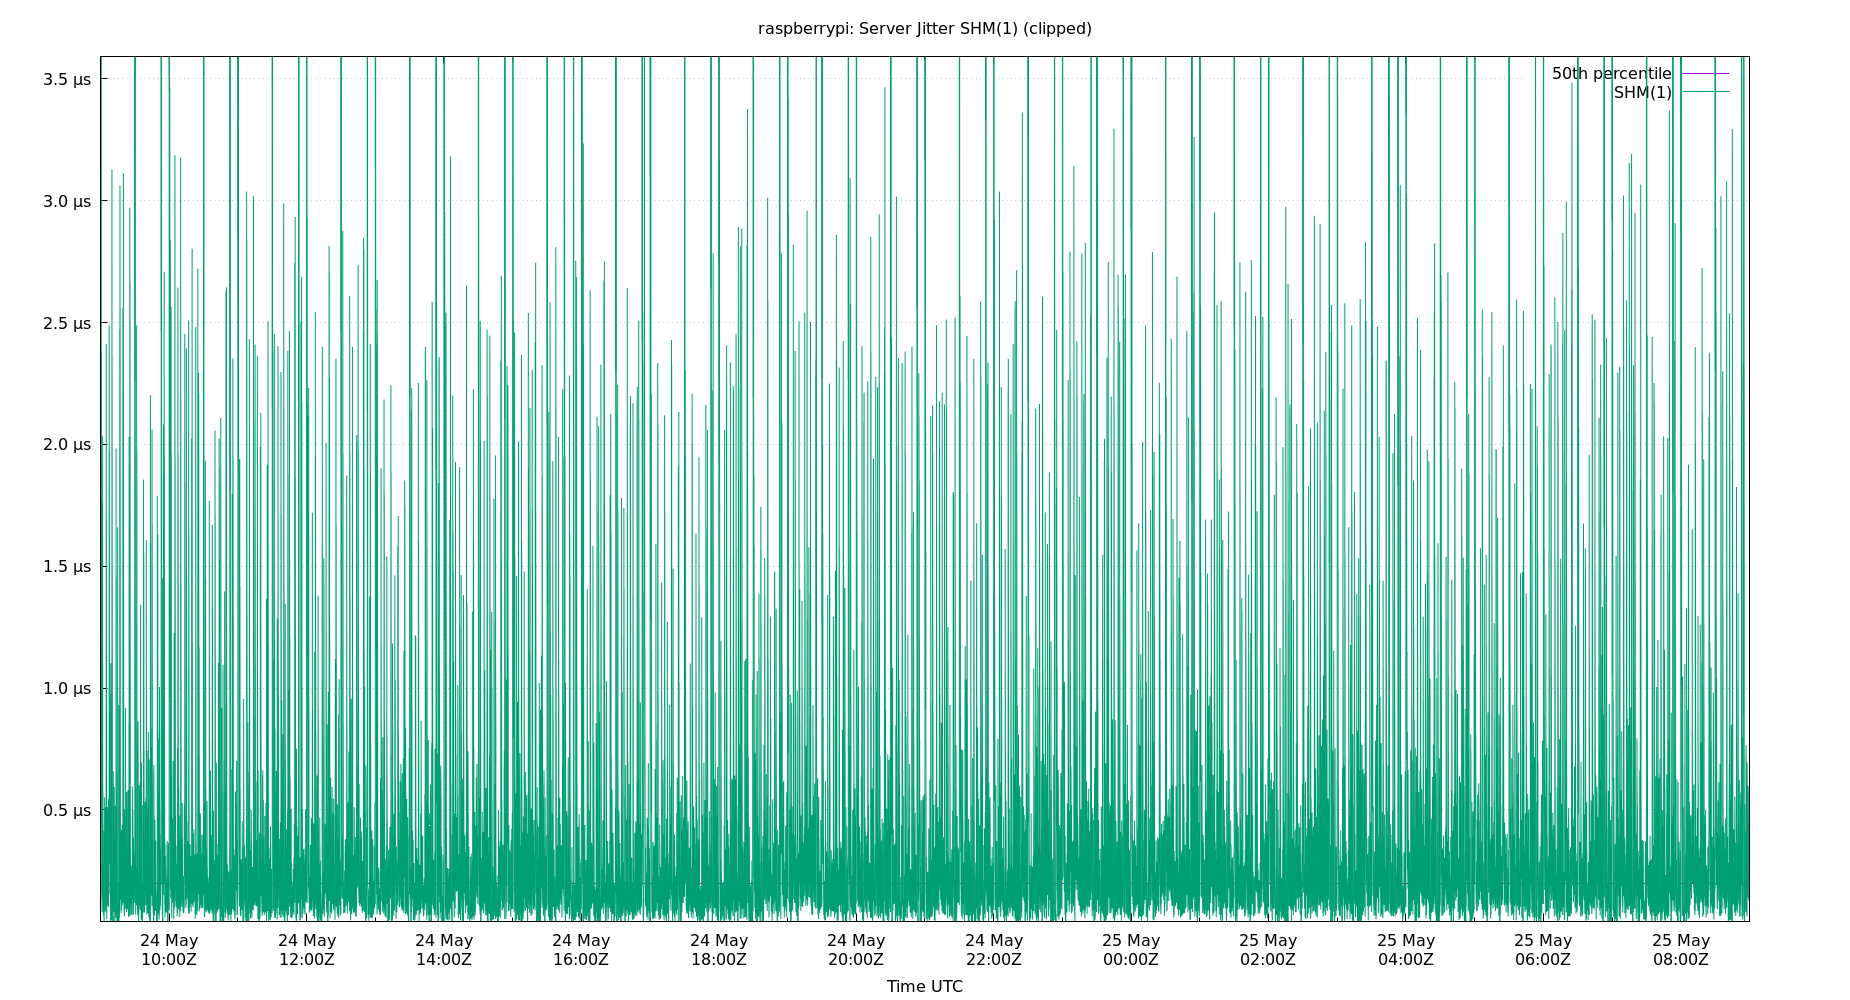 raspberrypi: Server Jitter SHM(1) (clipped)
3.5 μs
3.0 μs
2.5 μs
2.0 μs
1.5 μs
1.0 μs
0.5 μs
50th percentile
SHM(1)
24 May 24 May 24 May 24 May 24 May 24 May 24 May 25 May 25 May 25 May 25 May 25 May
10:00Z 12:00Z 14:00Z 16:00Z 18:00Z 20:00Z 22:00Z 00:00Z 02:00Z 04:00Z 06:00Z 08:00Z
Time UTC